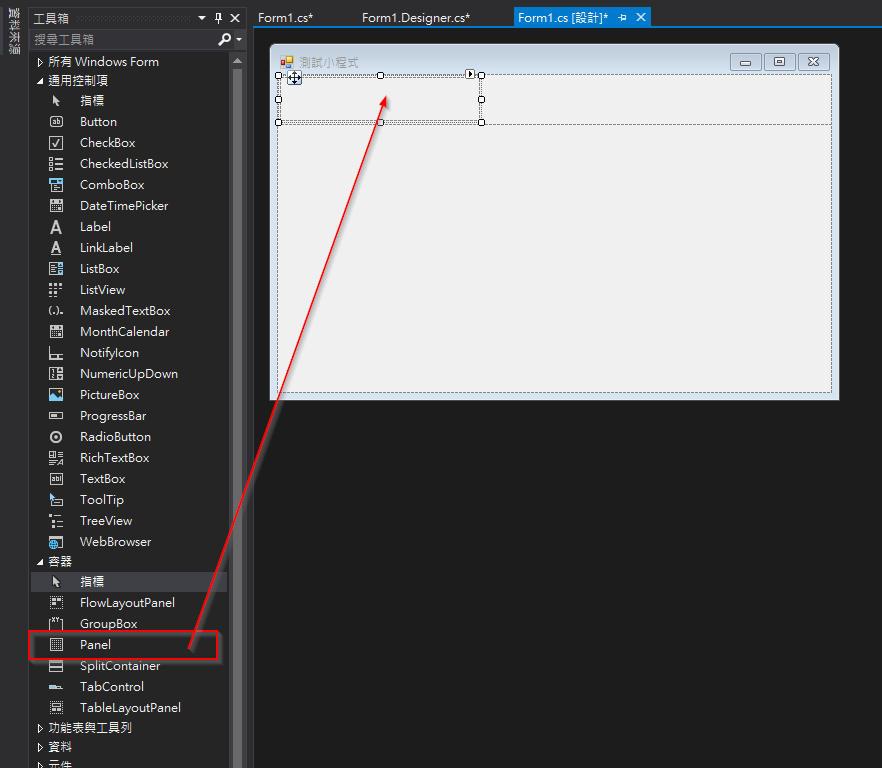 資料來源
工具箱
搜尋工具箱
所有 Windows Form
通用控制項
指標
Button
CheckBox
CheckedListBox
ComboBox
DateTimePicker
Label
LinkLabel
ListBox
ListView
MaskedTextBox
MonthCalendar
NotifyIcon
NumericUpDown
PictureBox
ProgressBar
RadioButton
RichTextBox
TextBox
ToolTip
TreeView
WebBrowser
容器
指標
FlowLayoutPanel
GroupBox
Panel
SplitContainer
TabControl
TableLayoutPanel
功能表與工具列
資料
元件
Form1.cs*
Form1.Designer.cs*
Form1.cs [設計]*
測試小程式